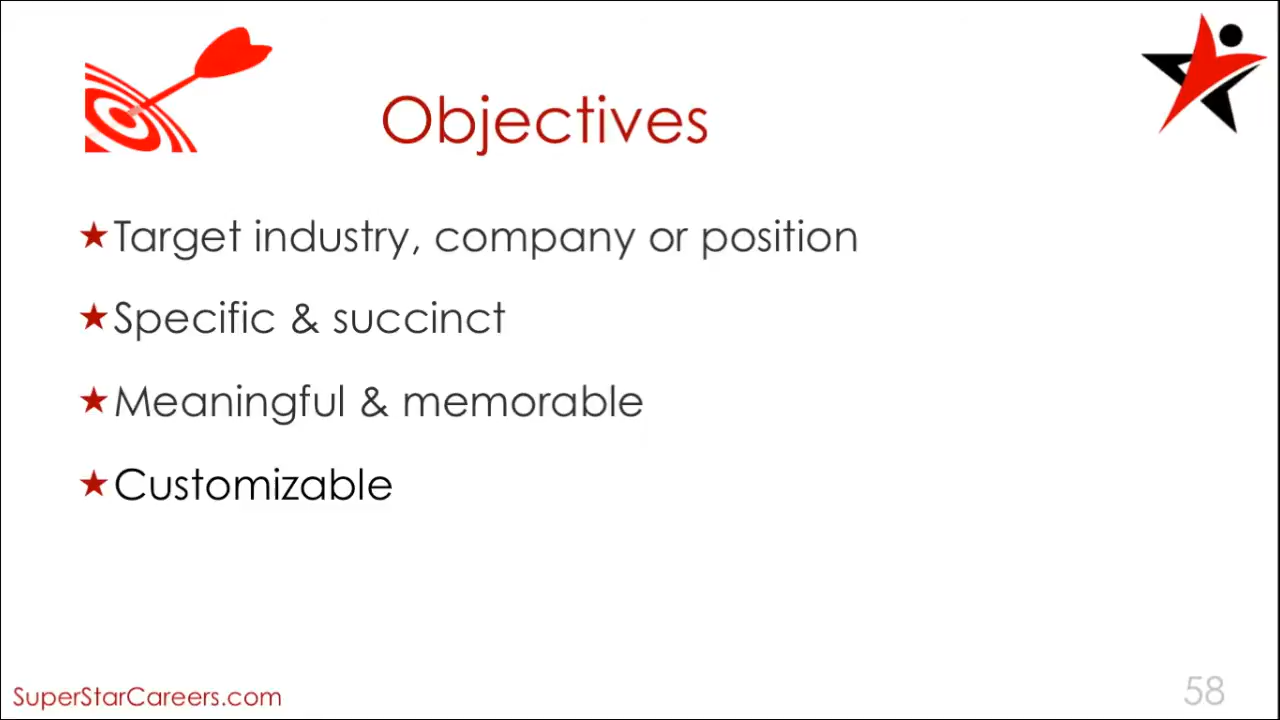 Objectives
Target industry, company or position
Specific & succinct
Meaningful & memorable
Customizable
SuperStarCareers.com
58